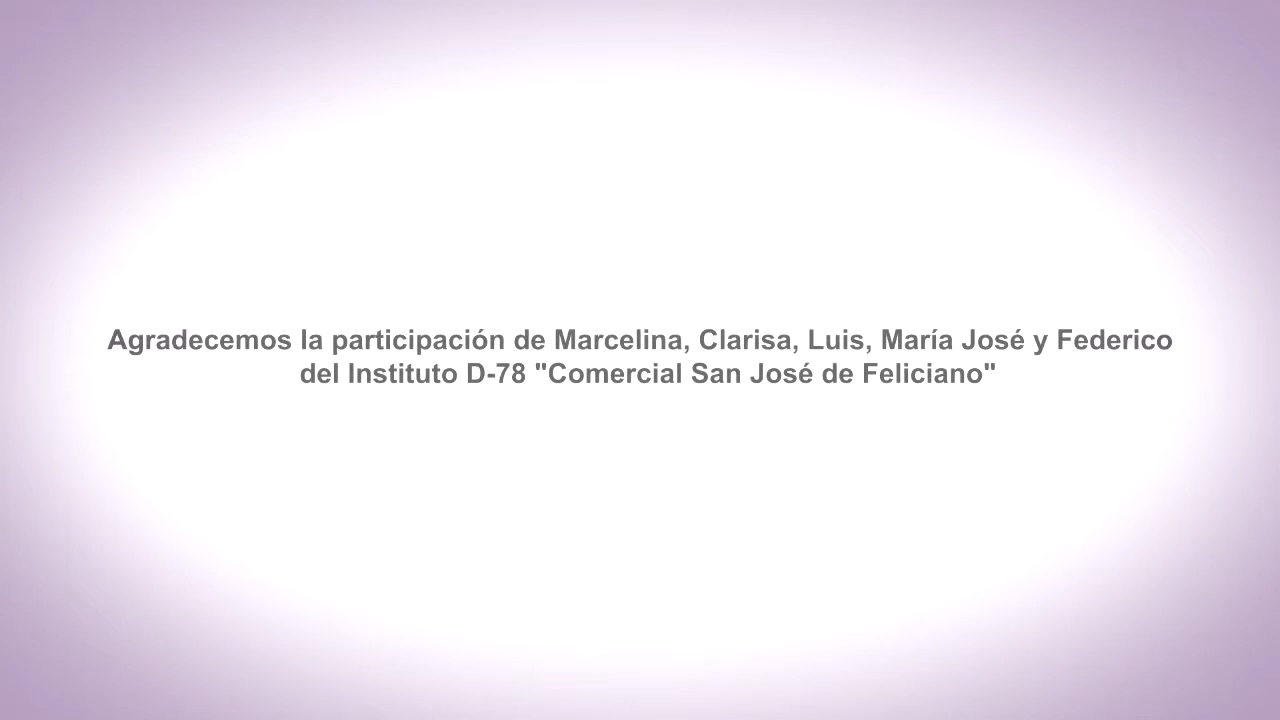 Agradecemos la participación de Marcelina, Clarisa, Luis, María José y Federico
del Instituto D-78 "Comercial San José de Feliciano"